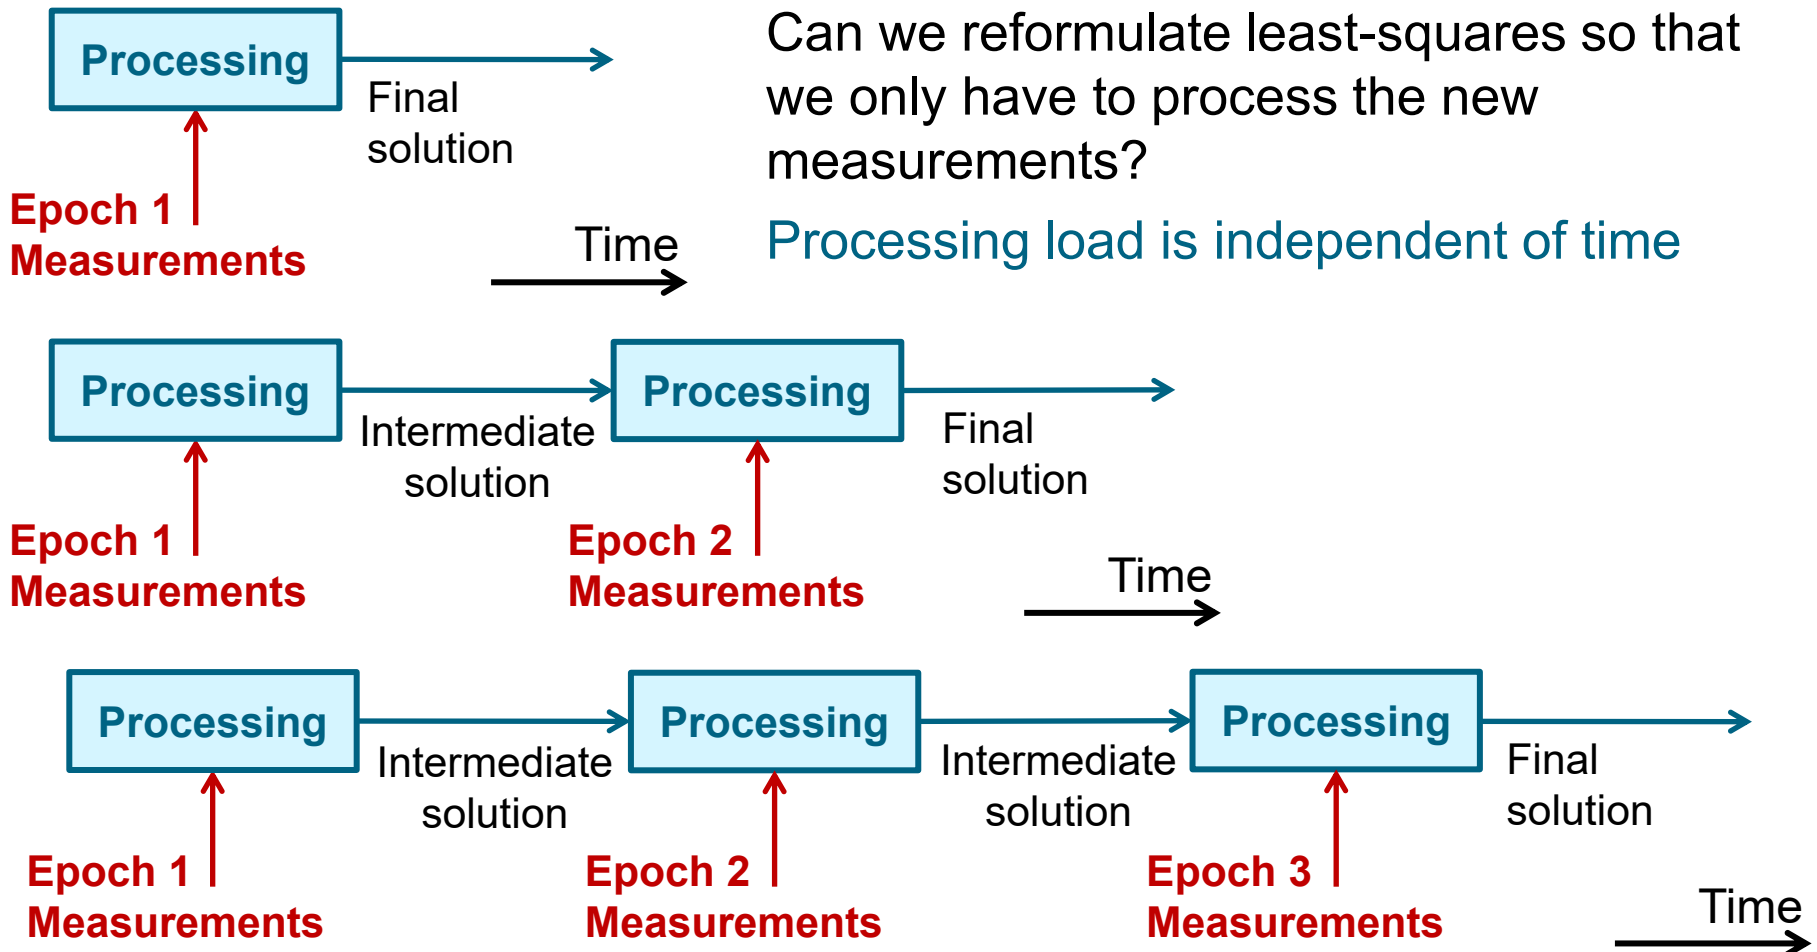 Can we reformulate least-squares so that
we only have to process the new
measurements?
Processing load is independent of time
Processing
Final
solution
Epoch 1
Measurements
Time
Processing
Intermediate
solution
Processing
Final
solution
Epoch 1
Measurements
Epoch 2
Measurements
Time
Processing
Intermediate
solution
Processing
Intermediate
solution
Processing
Final
solution
Epoch 1
Measurements
Epoch 2
Measurements
Epoch 3
Measurements
Time